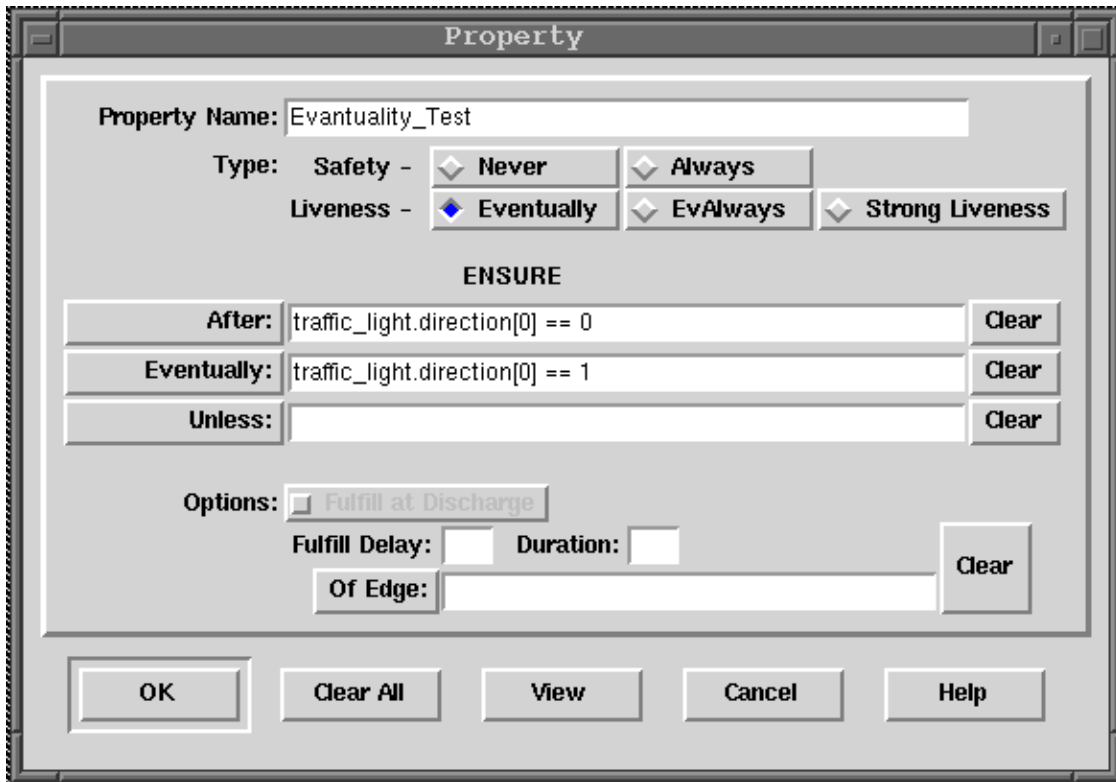 Property
Property Name: Evantuality_Test
Type: Safety - Never Always
Liveness - Eventually EvAlways Strong Liveness
ENSURE
After: traffic_light.direction[0] == 0 Clear
Eventually: traffic_light.direction[0] == 1 Clear
Unless: Clear
Options: Fulfill at Discharge
Fulfill Delay: Duration:
Clear
Of Edge:
OK Clear All View Cancel Help